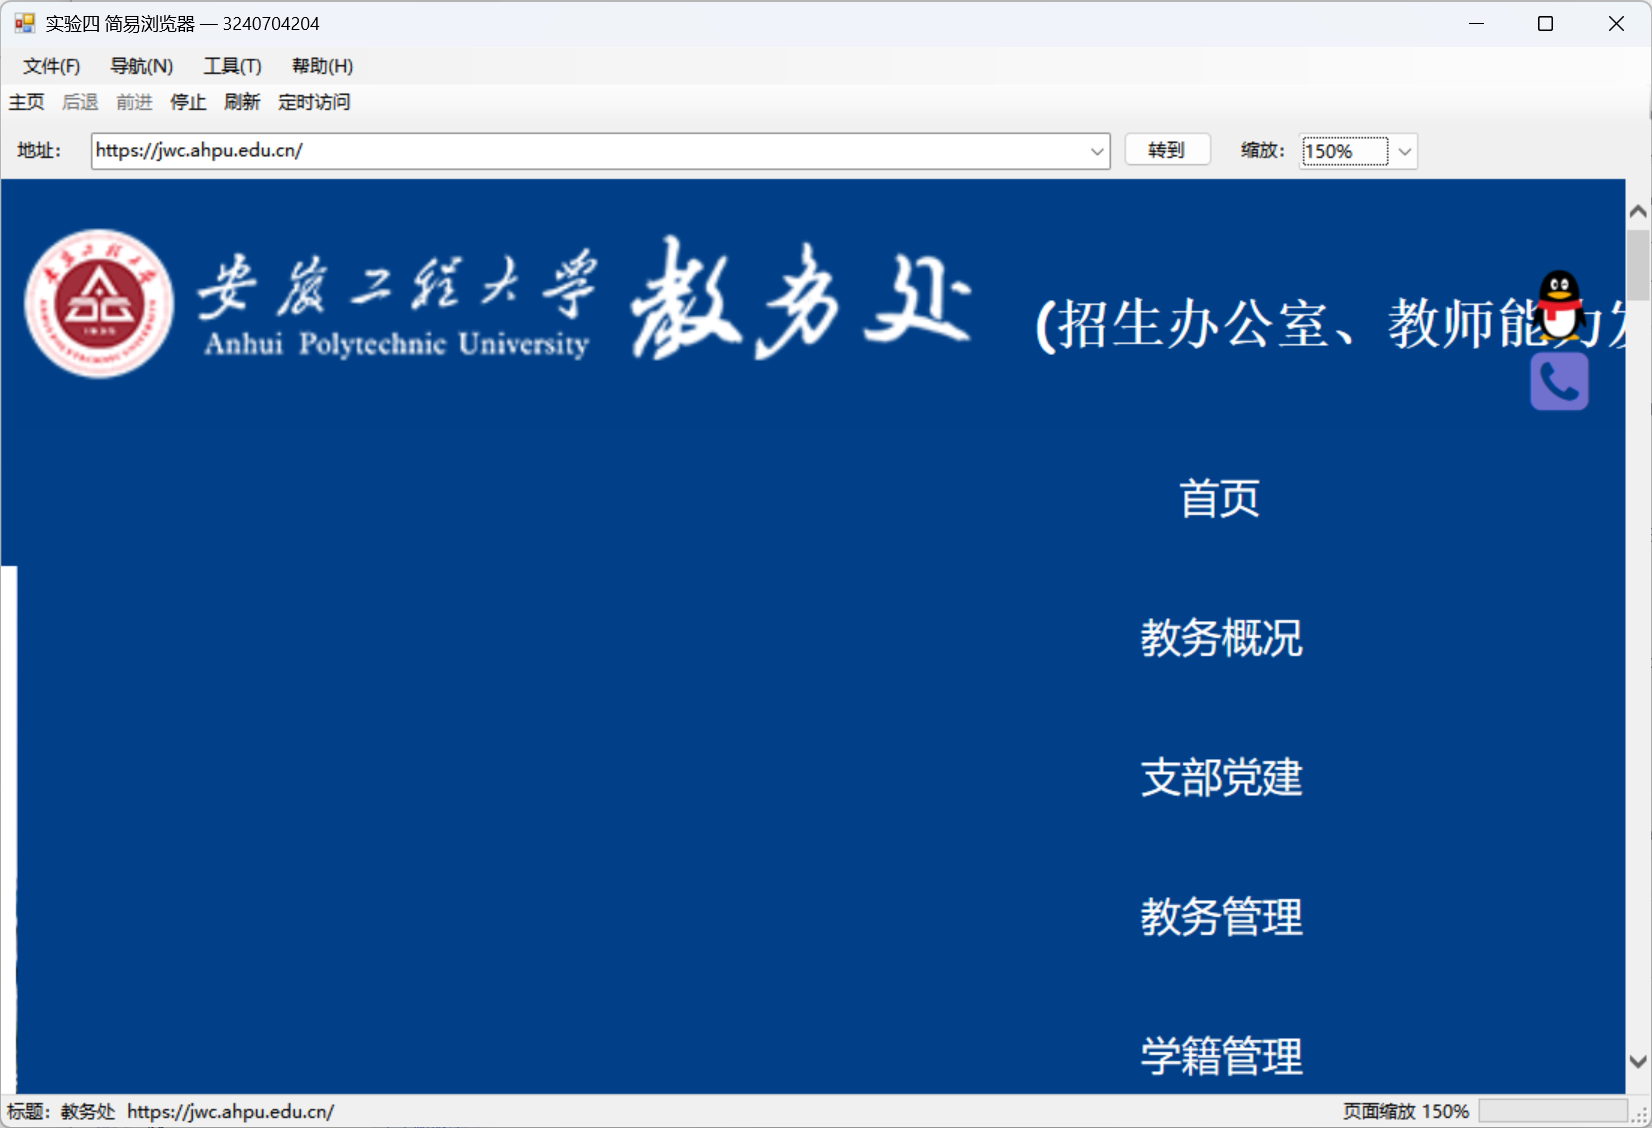 实验四 简易浏览器 — 3240704204
文件(F) 导航(N) 工具(T) 帮助(H)
主页 后退 前进 停止 刷新 定时访问
地址： https://jwc.ahpu.edu.cn/ 转到 缩放： 150%
安徽工程大学 教务处 (招生办公室、教师能力发
Anhui Polytechnic University
首页
教务概况
支部党建
教务管理
学籍管理
标题：教务处 https://jwc.ahpu.edu.cn/ 页面缩放 150%